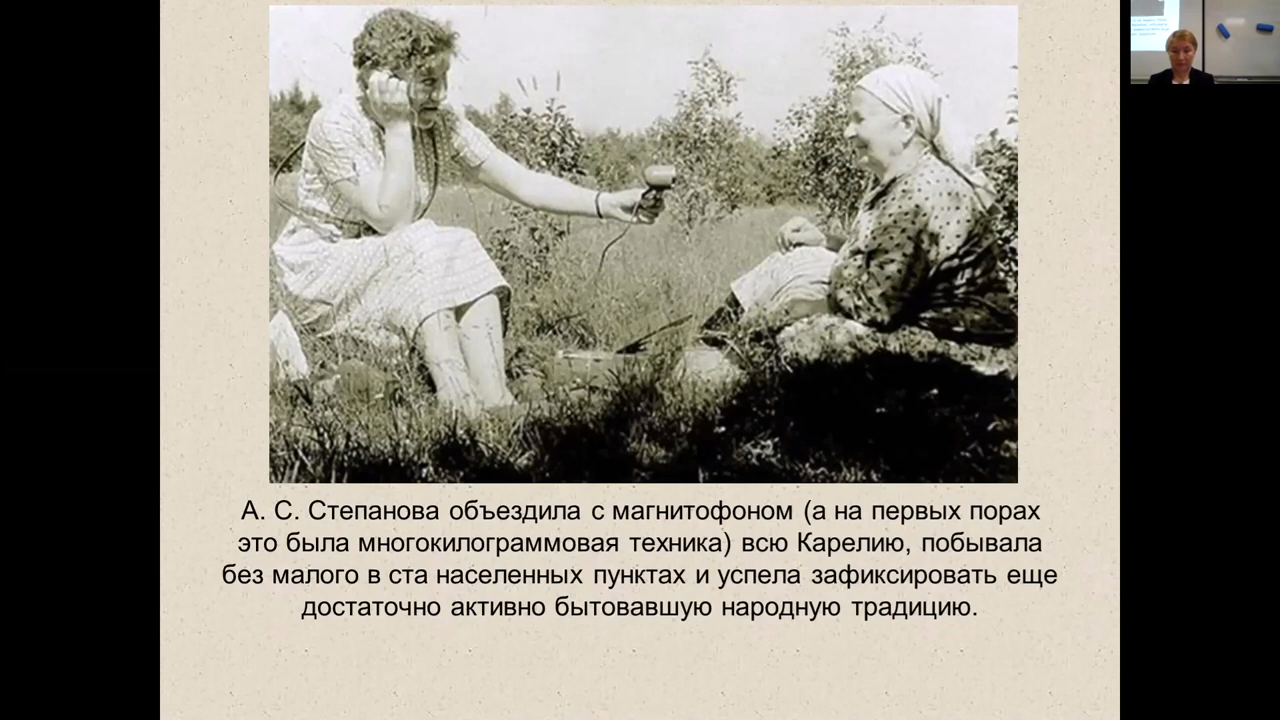 А. С. Степанова объездила с магнитофоном (а на первых порах
это была многокилограммовая техника) всю Карелию, побывала
без малого в ста населенных пунктах и успела зафиксировать еще
достаточно активно бытовавшую народную традицию.